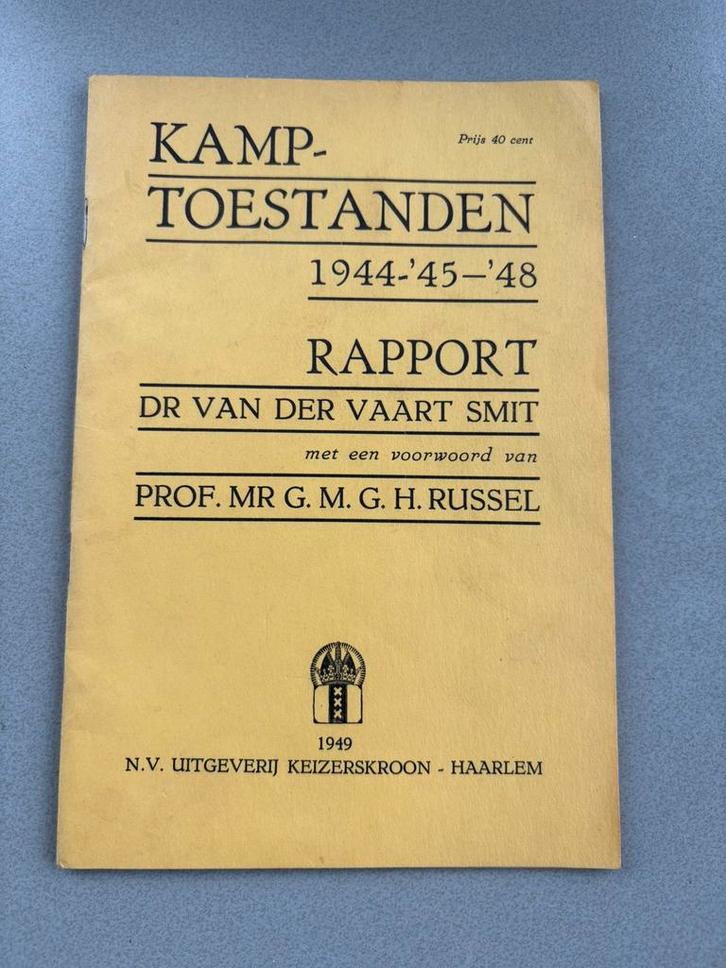 KAMP-
Prijs 40 cent
TOESTANDEN
1944-'45-'48
RAPPORT
DR VAN DER VAART SMIT
met een voorwoord van
PROF. MR G. M. G. H. RUSSEL
XXX
1949
N.V. UITGEVERIJ KEIZERSKROON - HAARLEM